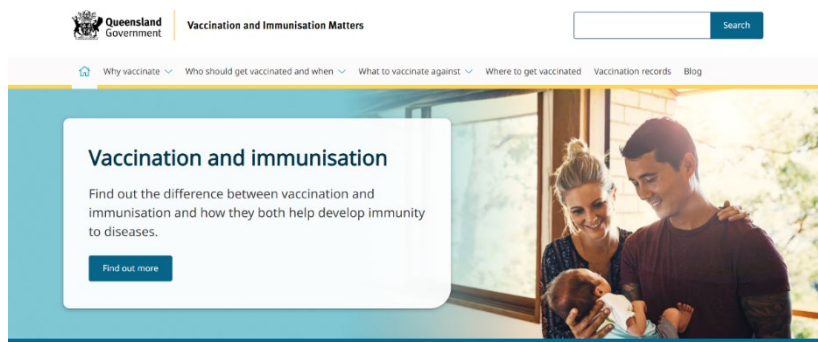 Queensland
Government
Vaccination and Immunisation Matters
Search
Why vaccinate
Who should get vaccinated and when
What to vaccinate against
Where to get vaccinated
Vaccination records
Blog
Vaccination and immunisation
Find out the difference between vaccination and
immunisation and how they both help develop immunity
to diseases.
Find out more